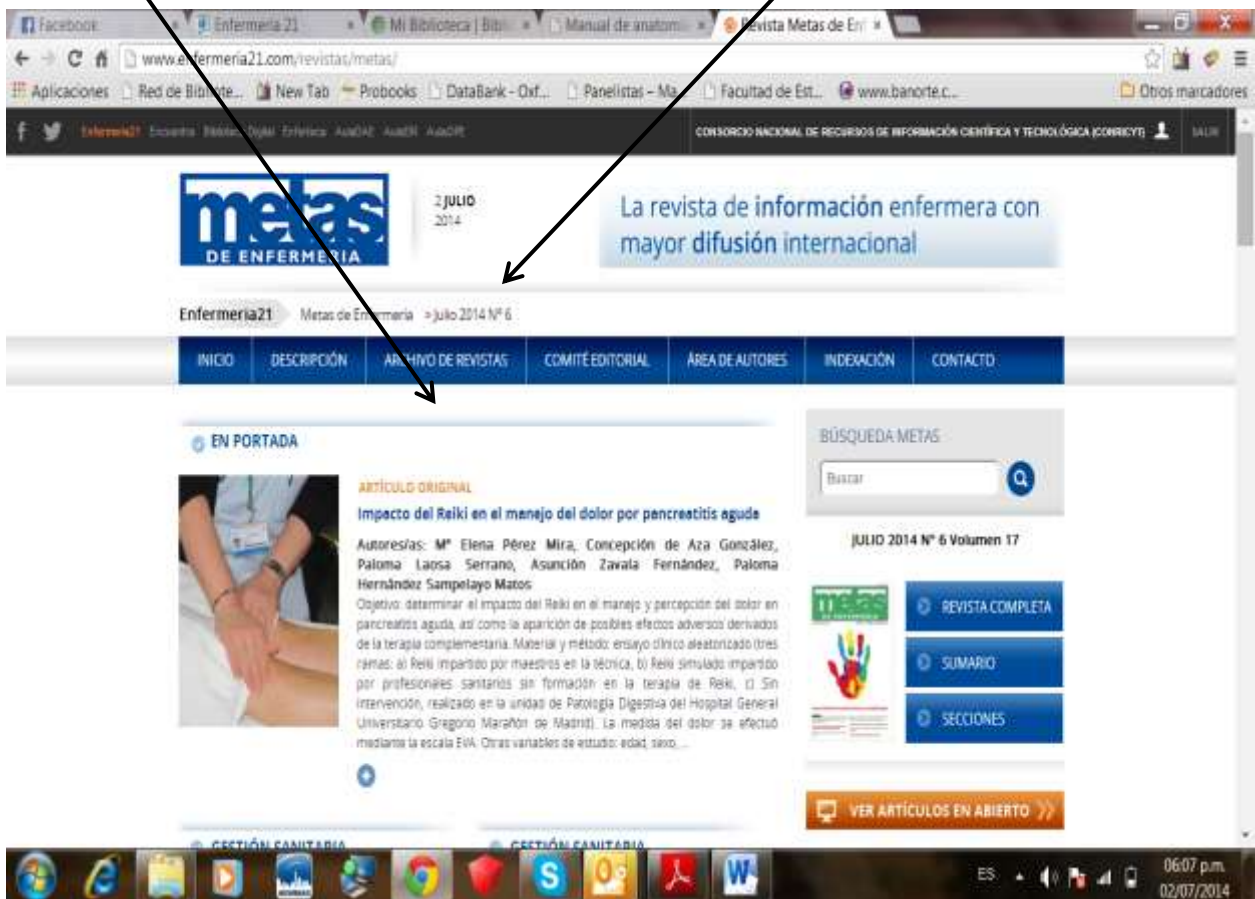 Facebook
Enfermería 21
Mi Biblioteca | Bibl
Manual de anatom
Revista Metas de En
www.enfermeria21.com/revistas/metas/
Aplicaciones
Red de Bibliote...
New Tab
Probooks
DataBank - Oxf...
Panelistas – Ma...
Facultad de Est...
www.banorte.c...
Otros marcadores
Enfermería21
CONSORCIO NACIONAL DE RECURSOS DE INFORMACIÓN CIENTÍFICA Y TECNOLÓGICA (CONRICYT)
SALIR
metas
DE ENFERMERIA
2 JULIO
2014
La revista de información enfermera con
mayor difusión internacional
Enfermeria21 Metas de Enfermería » Julio 2014 Nº 6
INICIO DESCRIPCIÓN ARCHIVO DE REVISTAS COMITÉ EDITORIAL ÁREA DE AUTORES INDEXACIÓN CONTACTO
EN PORTADA
ARTÍCULO ORIGINAL
Impacto del Reiki en el manejo del dolor por pancreatitis aguda
Autores/as: Mª Elena Pérez Mira, Concepción de Aza González,
Paloma Laosa Serrano, Asunción Zavala Fernández, Paloma
Hernández Sampelayo Matos
Objetivo: determinar el impacto del Reiki en el manejo y percepción del dolor en
pancreatitis aguda, así como la aparición de posibles efectos adversos derivados
de la terapia complementaria. Material y método: ensayo clínico aleatorizado (tres
ramas: a) Reiki impartido por maestros en la técnica, b) Reiki simulado impartido
por profesionales sanitarios sin formación en la terapia de Reiki, c) Sin
intervención, realizado en la unidad de Patología Digestiva del Hospital General
Universitario Gregorio Marañón de Madrid). La medida del dolor se efectuó
mediante la escala EVA. Otras variables de estudio: edad, sexo, ...
BÚSQUEDA METAS
Buscar
JULIO 2014 Nº 6 Volumen 17
metas
REVISTA COMPLETA
SUMARIO
SECCIONES
VER ARTÍCULOS EN ABIERTO
GESTIÓN SANITARIA
GESTIÓN SANITARIA
ES
06:07 p.m.
02/07/2014